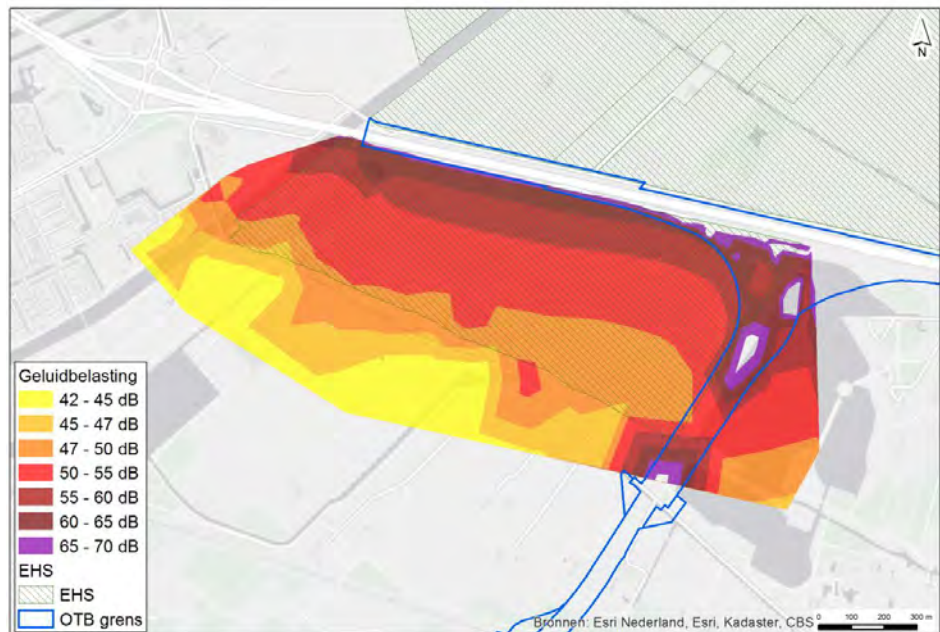 N
Geluidbelasting
42 - 45 dB
45 - 47 dB
47 - 50 dB
50 - 55 dB
55 - 60 dB
60 - 65 dB
65 - 70 dB
EHS
EHS
OTB grens
Bronnen: Esri Nederland, Esri, Kadaster, CBS
0 100 m 300 m